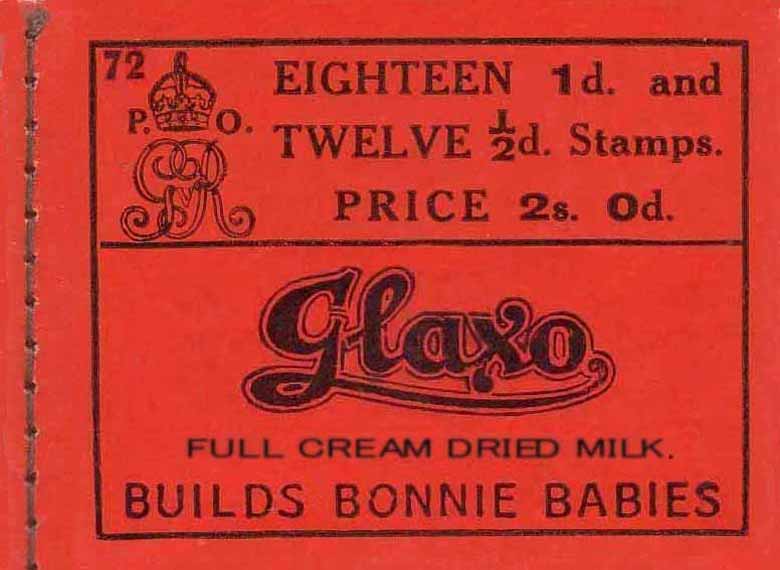 72
P. O.
GVR
EIGHTEEN 1d. and
TWELVE ½d. Stamps.
PRICE 2s. 0d.
Glaxo
FULL CREAM DRIED MILK.
BUILDS BONNIE BABIES